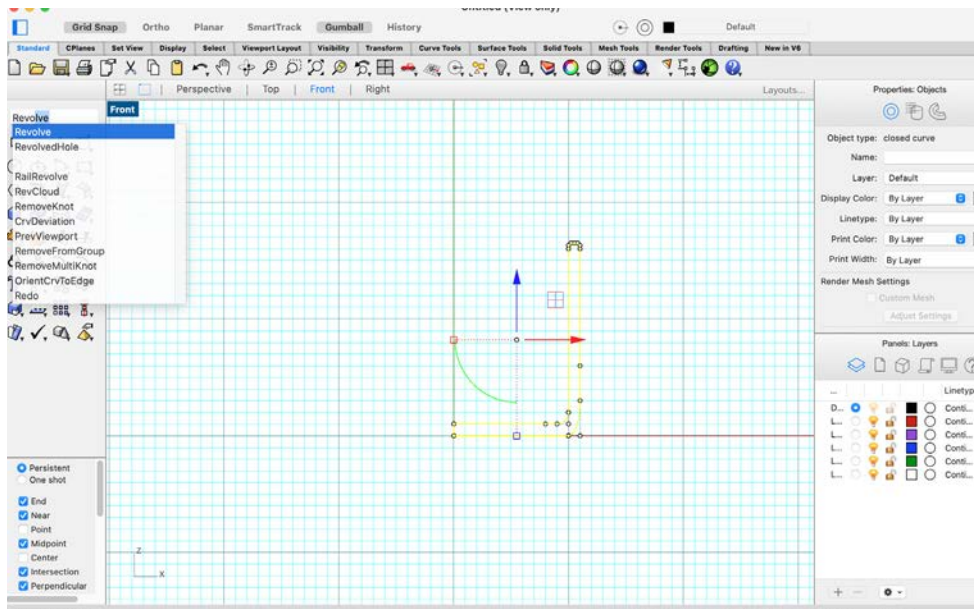 Untitled (view only)
Grid Snap Ortho Planar SmartTrack Gumball History Default
Standard CPlanes Set View Display Select Viewport Layout Visibility Transform Curve Tools Surface Tools Solid Tools Mesh Tools Render Tools Drafting New in V6
Perspective | Top | Front | Right Layouts...
Properties: Objects
Revolve
Front
Revolve
RevolvedHole
RailRevolve
RevCloud
RemoveKnot
CrvDeviation
PrevViewport
RemoveFromGroup
RemoveMultiKnot
OrientCrvToEdge
Redo
Object type: closed curve
Name:
Layer: Default
Display Color: By Layer
Linetype: By Layer
Print Color: By Layer
Print Width: By Layer
Render Mesh Settings
Custom Mesh
Adjust Settings
Panels: Layers
... Linetyp
D... Conti...
L... Conti...
L... Conti...
L... Conti...
L... Conti...
L... Conti...
Persistent
One shot
End
Near
Point
Midpoint
Center
Intersection
Perpendicular
z
x